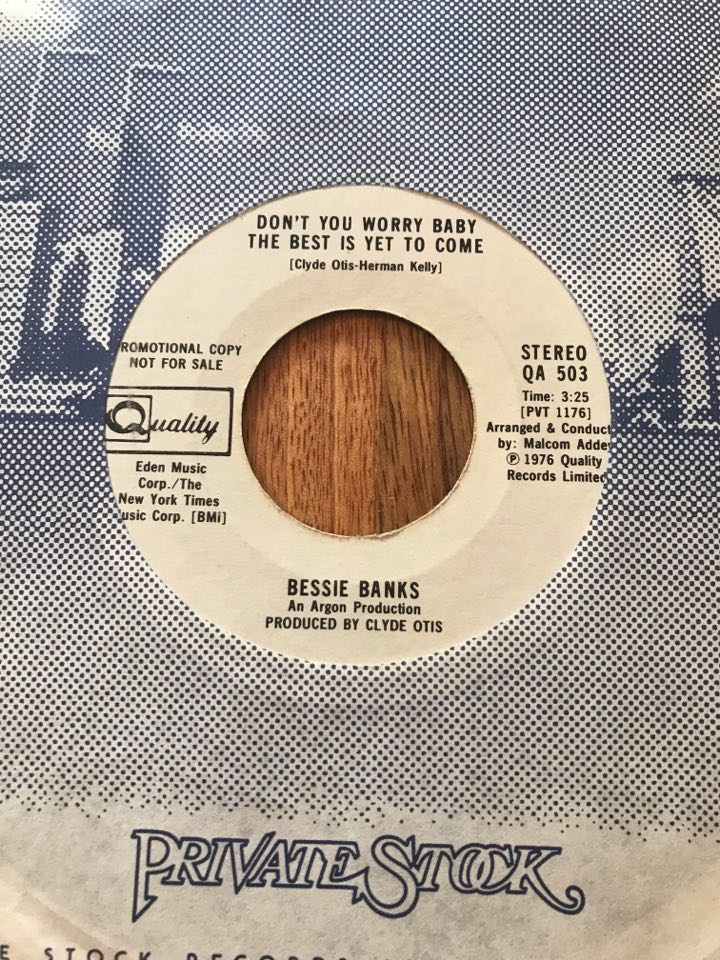 DON'T YOU WORRY BABY
THE BEST IS YET TO COME
[Clyde Otis-Herman Kelly]
ROMOTIONAL COPY
NOT FOR SALE
Quality
Eden Music
Corp./The
New York Times
usic Corp. [BMi]
STEREO
QA 503
Time: 3:25
[PVT 1176]
Arranged & Conduct
by: Malcom Adde
℗ 1976 Quality
Records Limited
BESSIE BANKS
An Argon Production
PRODUCED BY CLYDE OTIS
PRIVATE STOCK
E STOCK RECORDS